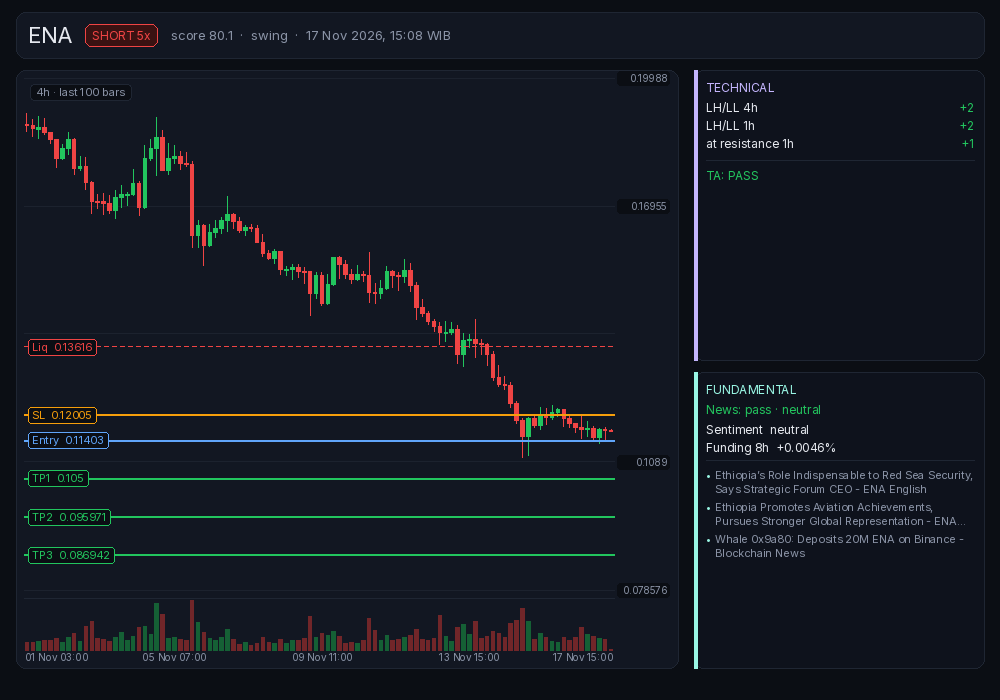 ENA
SHORT 5x
score 80.1 · swing · 17 Nov 2026, 15:08 WIB
4h · last 100 bars
0.19988
0.16955
Liq 0.13616
SL 0.12005
Entry 0.11403
0.1089
TP1 0.105
TP2 0.095971
TP3 0.086942
0.078576
01 Nov 03:00
05 Nov 07:00
09 Nov 11:00
13 Nov 15:00
17 Nov 15:00
TECHNICAL
LH/LL 4h +2
LH/LL 1h +2
at resistance 1h +1
TA: PASS
FUNDAMENTAL
News: pass · neutral
Sentiment neutral
Funding 8h +0.0046%
• Ethiopia's Role Indispensable to Red Sea Security,
Says Strategic Forum CEO - ENA English
• Ethiopia Promotes Aviation Achievements,
Pursues Stronger Global Representation - ENA...
• Whale 0x9a80: Deposits 20M ENA on Binance -
Blockchain News